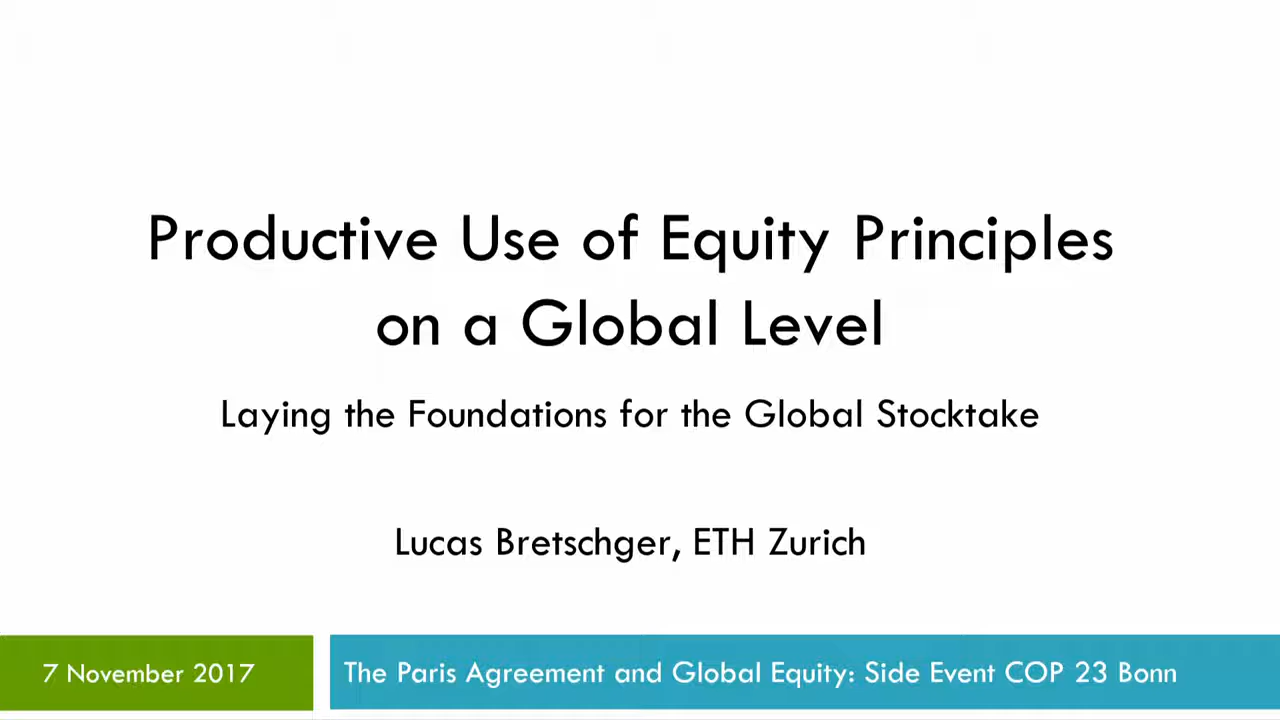 Productive Use of Equity Principles
on a Global Level
Laying the Foundations for the Global Stocktake
Lucas Bretschger, ETH Zurich
7 November 2017
The Paris Agreement and Global Equity: Side Event COP 23 Bonn